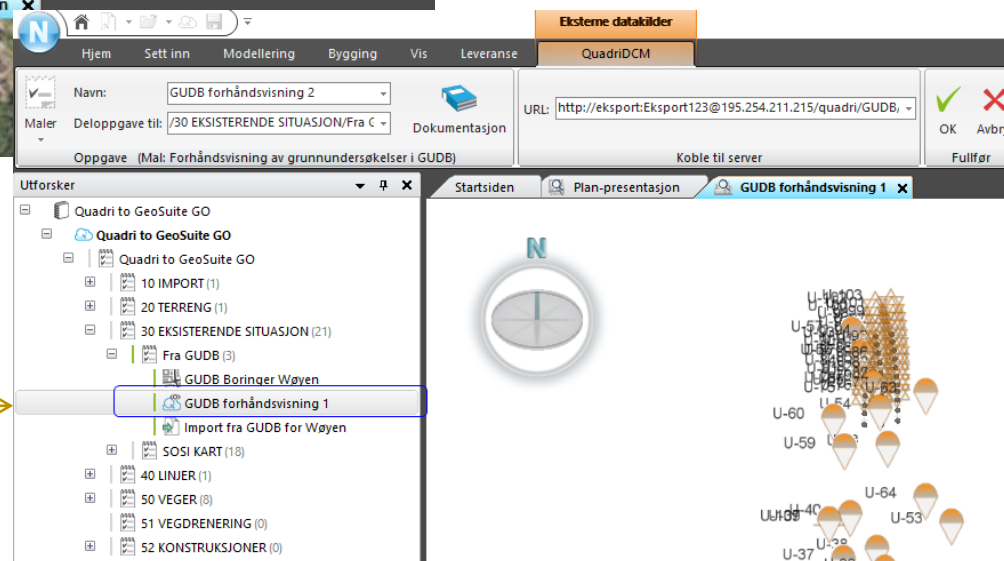 Eksterne datakilder
Hjem Sett inn Modellering Bygging Vis Leveranse QuadriDCM
Maler
Navn: GUDB forhåndsvisning 2
Deloppgave til: /30 EKSISTERENDE SITUASJON/Fra G
Dokumentasjon
URL: http://eksport:Eksport123@195.254.211.215/quadri/GUDB,
OK Avbry
Oppgave (Mal: Forhåndsvisning av grunnundersøkelser i GUDB) Koble til server Fullfør
Utforsker
Startsiden Plan-presentasjon GUDB forhåndsvisning 1
Quadri to GeoSuite GO
Quadri to GeoSuite GO
Quadri to GeoSuite GO
10 IMPORT (1)
20 TERRENG (1)
30 EKSISTERENDE SITUASJON (21)
Fra GUDB (3)
GUDB Boringer Wøyen
GUDB forhåndsvisning 1
Import fra GUDB for Wøyen
SOSI KART (18)
40 LINJER (1)
50 VEGER (8)
51 VEGDRENERING (0)
52 KONSTRUKSJONER (0)
N
N
U-63
U-54
U-60
U-59
U-64
U-53
U-38
U-37